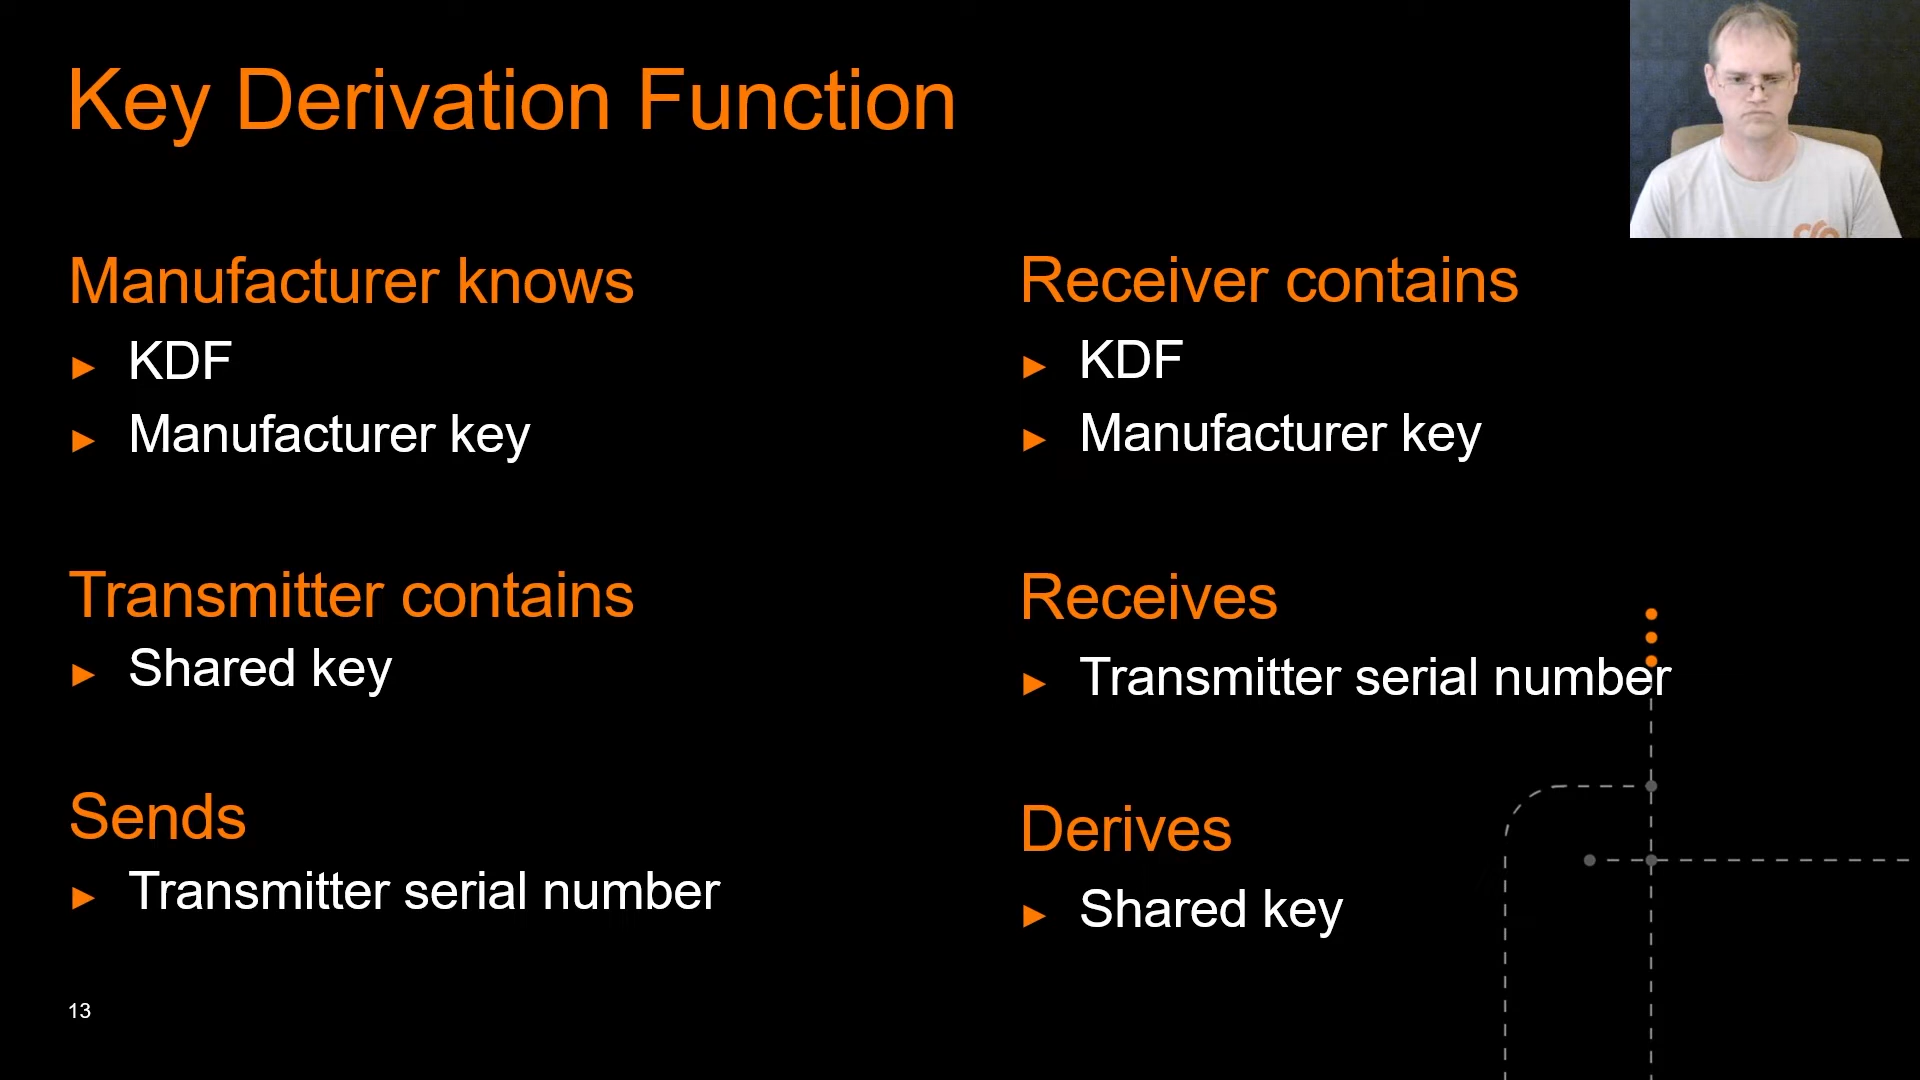 Key Derivation Function
Manufacturer knows
► KDF
► Manufacturer key
Transmitter contains
► Shared key
Sends
► Transmitter serial number
Receiver contains
► KDF
► Manufacturer key
Receives
► Transmitter serial number
Derives
► Shared key
13